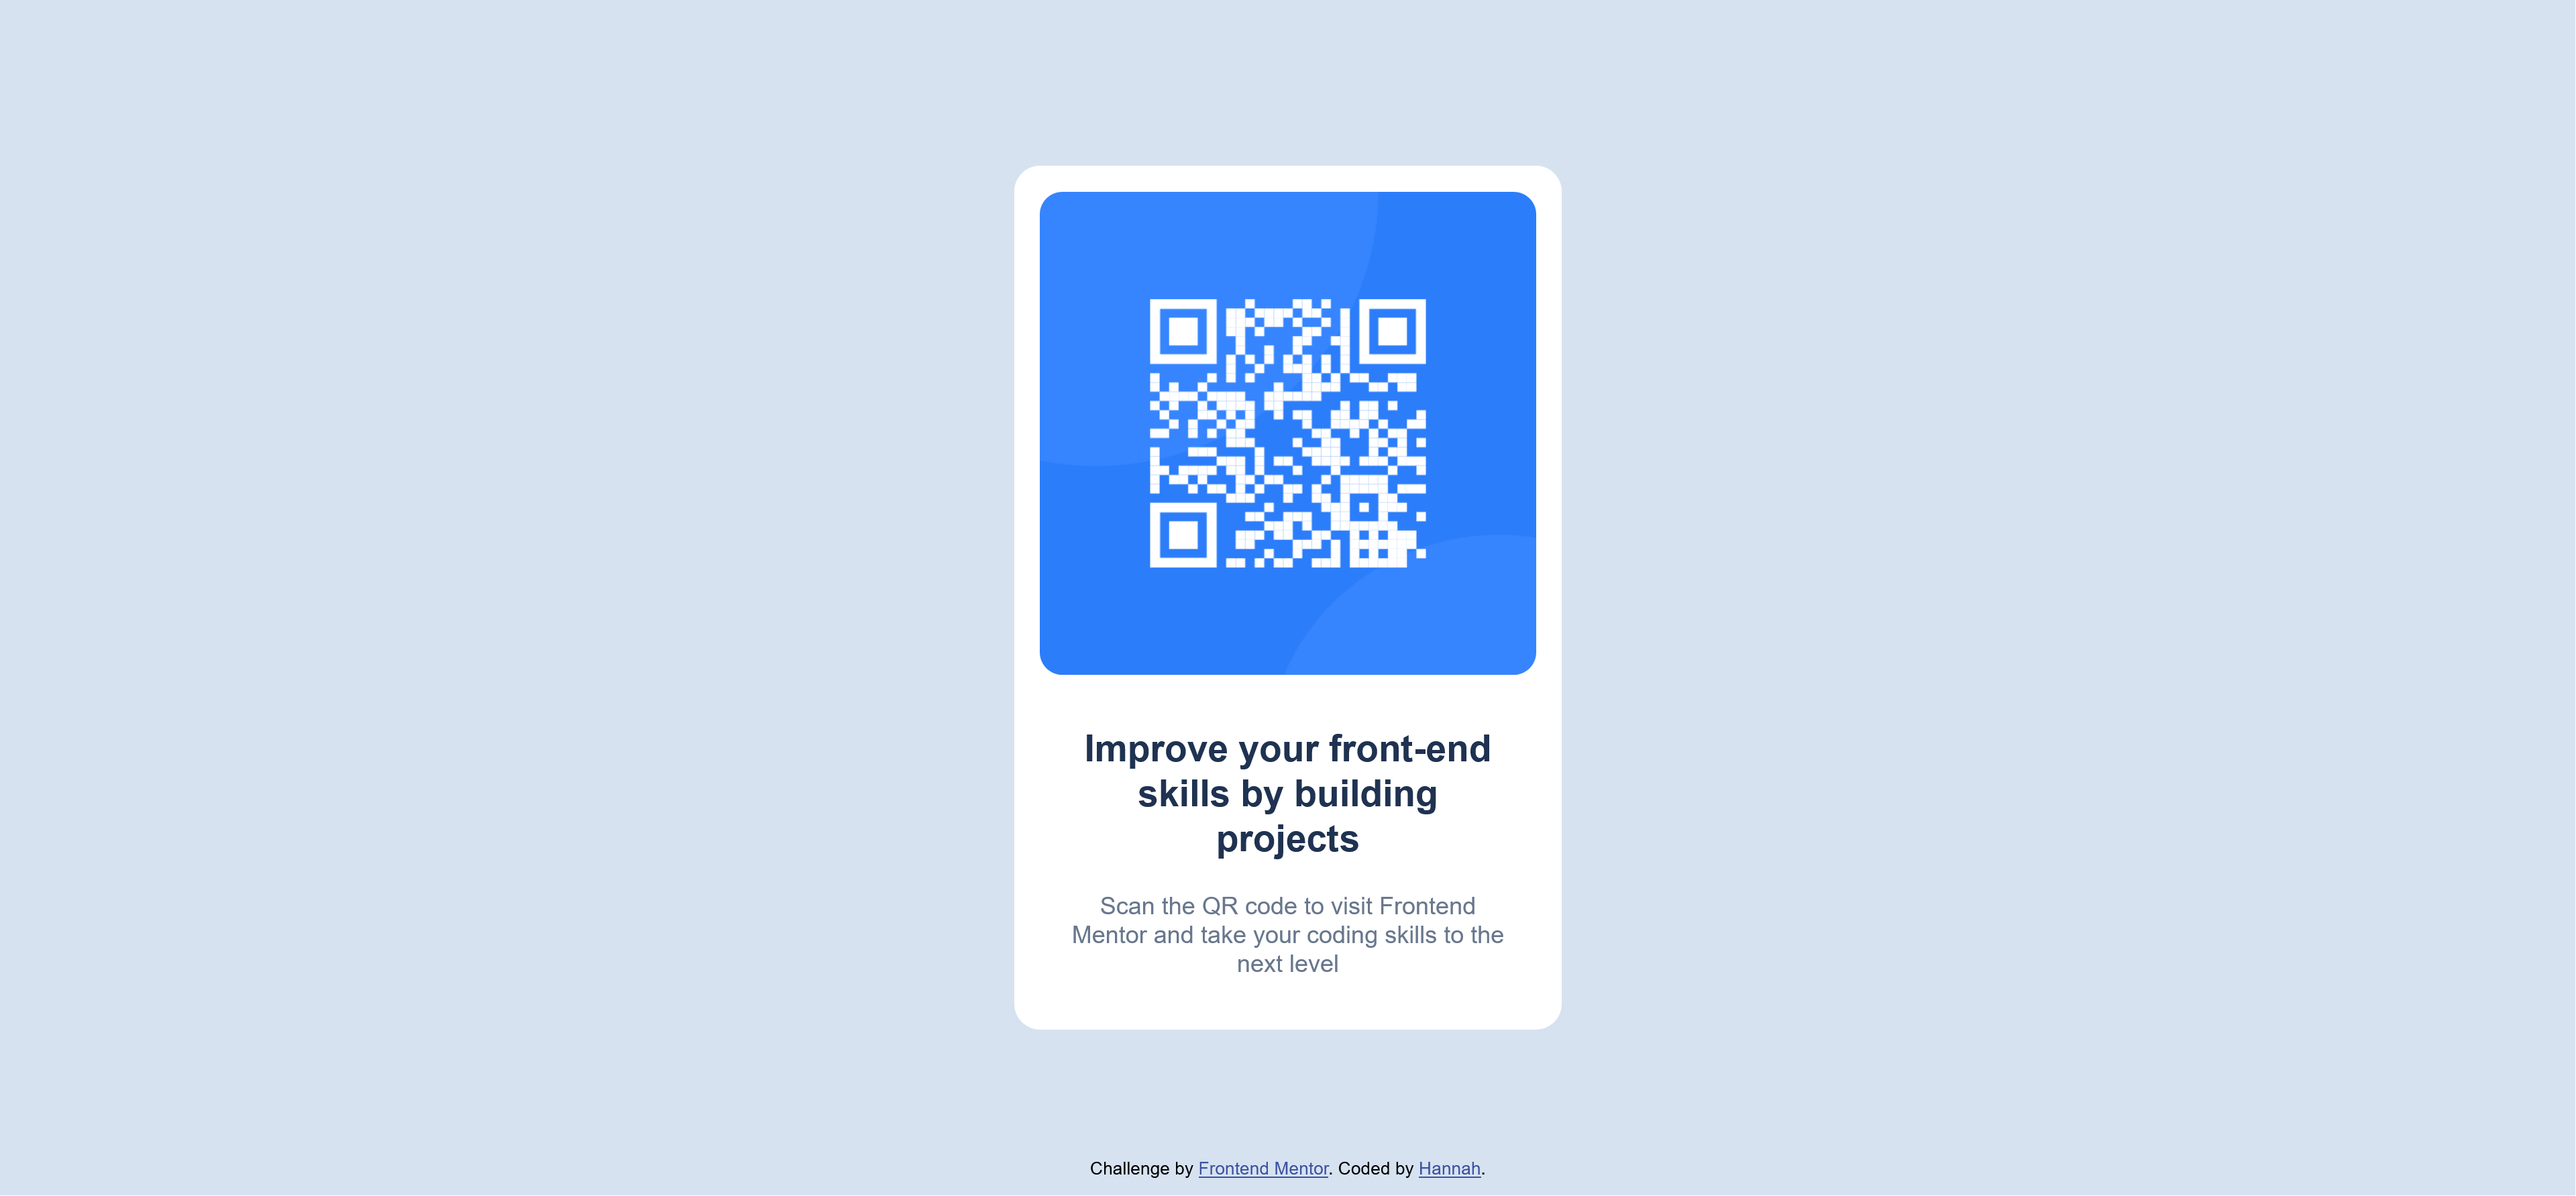 Improve your front-end
skills by building
projects
Scan the QR code to visit Frontend
Mentor and take your coding skills to the
next level
Challenge by Frontend Mentor. Coded by Hannah.